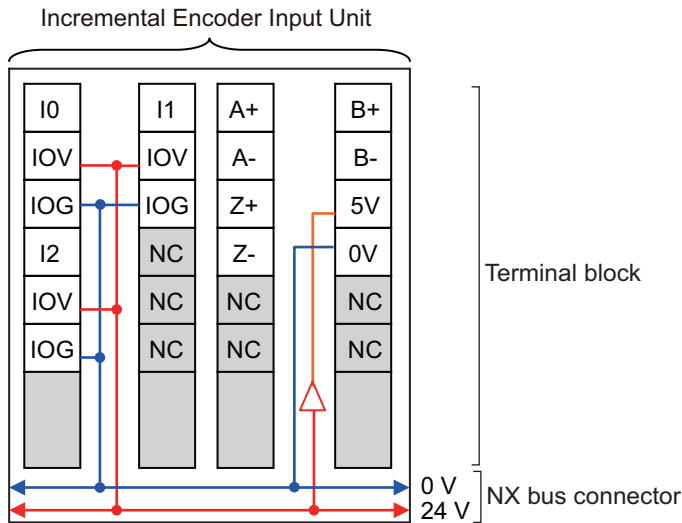 Incremental Encoder Input Unit
I0 I1 A+ B+
IOV IOV A- B-
IOG IOG Z+ 5V
I2 NC Z- 0V
IOV NC NC NC
IOG NC NC NC
Terminal block
0 V
24 V
NX bus connector